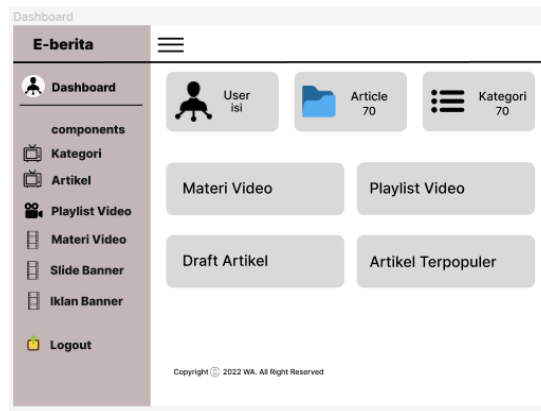 Dashboard
E-berita
Dashboard
components
Kategori
Artikel
Playlist Video
Materi Video
Slide Banner
Iklan Banner
Logout
User
isi
Article
70
Kategori
70
Materi Video
Playlist Video
Draft Artikel
Artikel Terpopuler
Copyright © 2022 WA. All Right Reserved